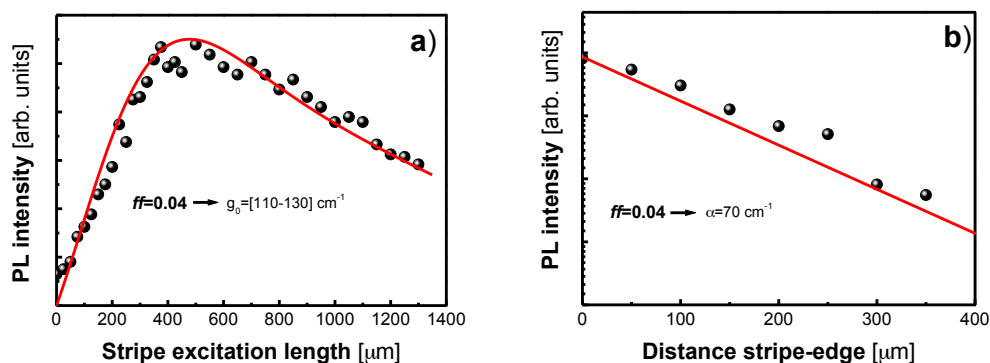 a)
PL intensity [arb. units]
ff=0.04 → g₀=[110-130] cm⁻¹
0 200 400 600 800 1000 1200 1400
Stripe excitation length [μm]
b)
PL intensity [arb. units]
ff=0.04 → α=70 cm⁻¹
0 100 200 300 400
Distance stripe-edge [μm]